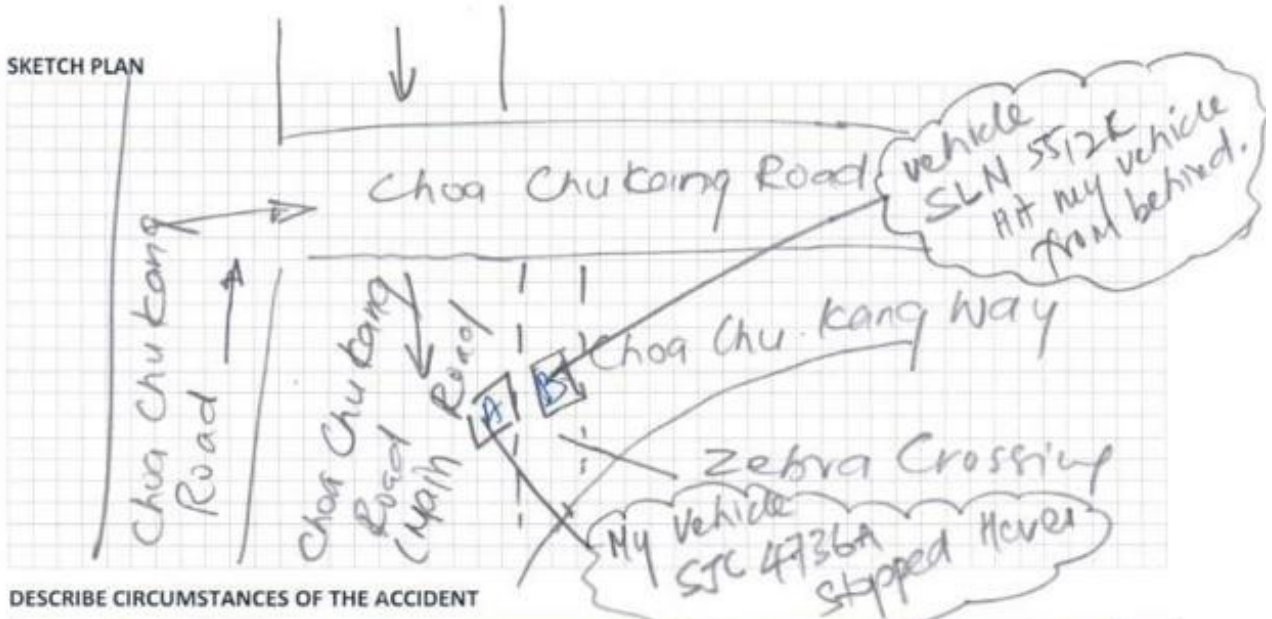 SKETCH PLAN
Choa Chu Kang Road
vehicle
SLN 5512K
Hit my vehicle
from behind.
Chua Chu Kang
Road
Choa Chu Kang
Road
(Main
Road)
A
B
Choa Chu Kang Way
Zebra Crossing
My Vehicle
SJC 4736A
Stopped
DESCRIBE CIRCUMSTANCES OF THE ACCIDENT